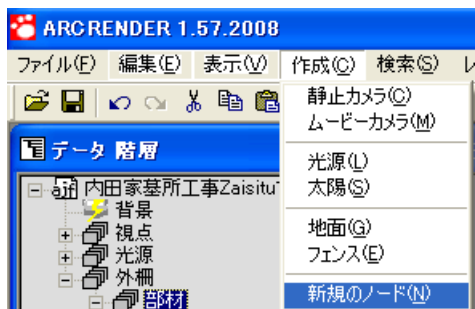 ARCRENDER 1.57.2008
ファイル(F) 編集(E) 表示(V) 作成(C) 検索(S)
静止カメラ(C)
ムービーカメラ(M)
光源(L)
太陽(S)
地面(G)
フェンス(E)
新規のノード(N)
データ 階層
aif 内田家墓所工事Zaisitu
背景
視点
光源
外柵
部材